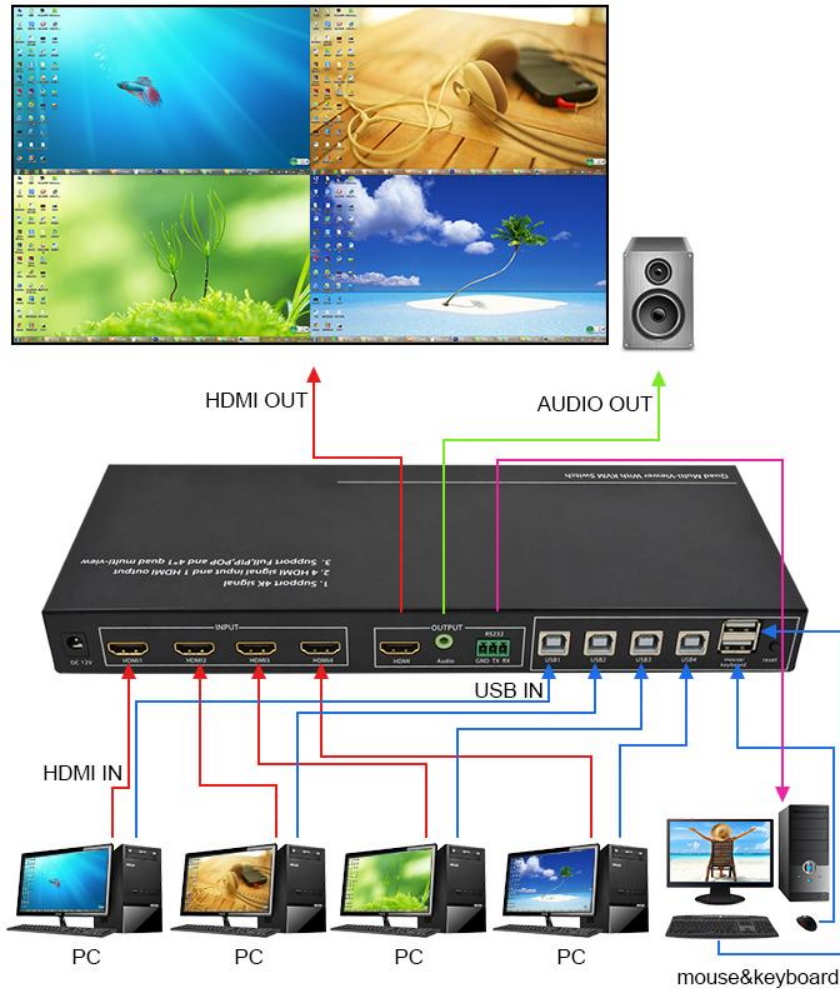 HDMI OUT
AUDIO OUT
Quad Multi-Viewer With KVM Switch
3. Support Full,PIP,POP and 4*1 quad multi-view
2. 4 HDMI signal input and 1 HDMI output
1. Support 4K signal
INPUT
OUTPUT
RS232
DC 12V
HDMI1
HDMI2
HDMI3
HDMI4
HDMI
Audio
GND TX RX
USB1
USB2
USB3
USB4
mouse/
keyboard
reset
USB IN
HDMI IN
PC
PC
PC
PC
mouse&keyboard